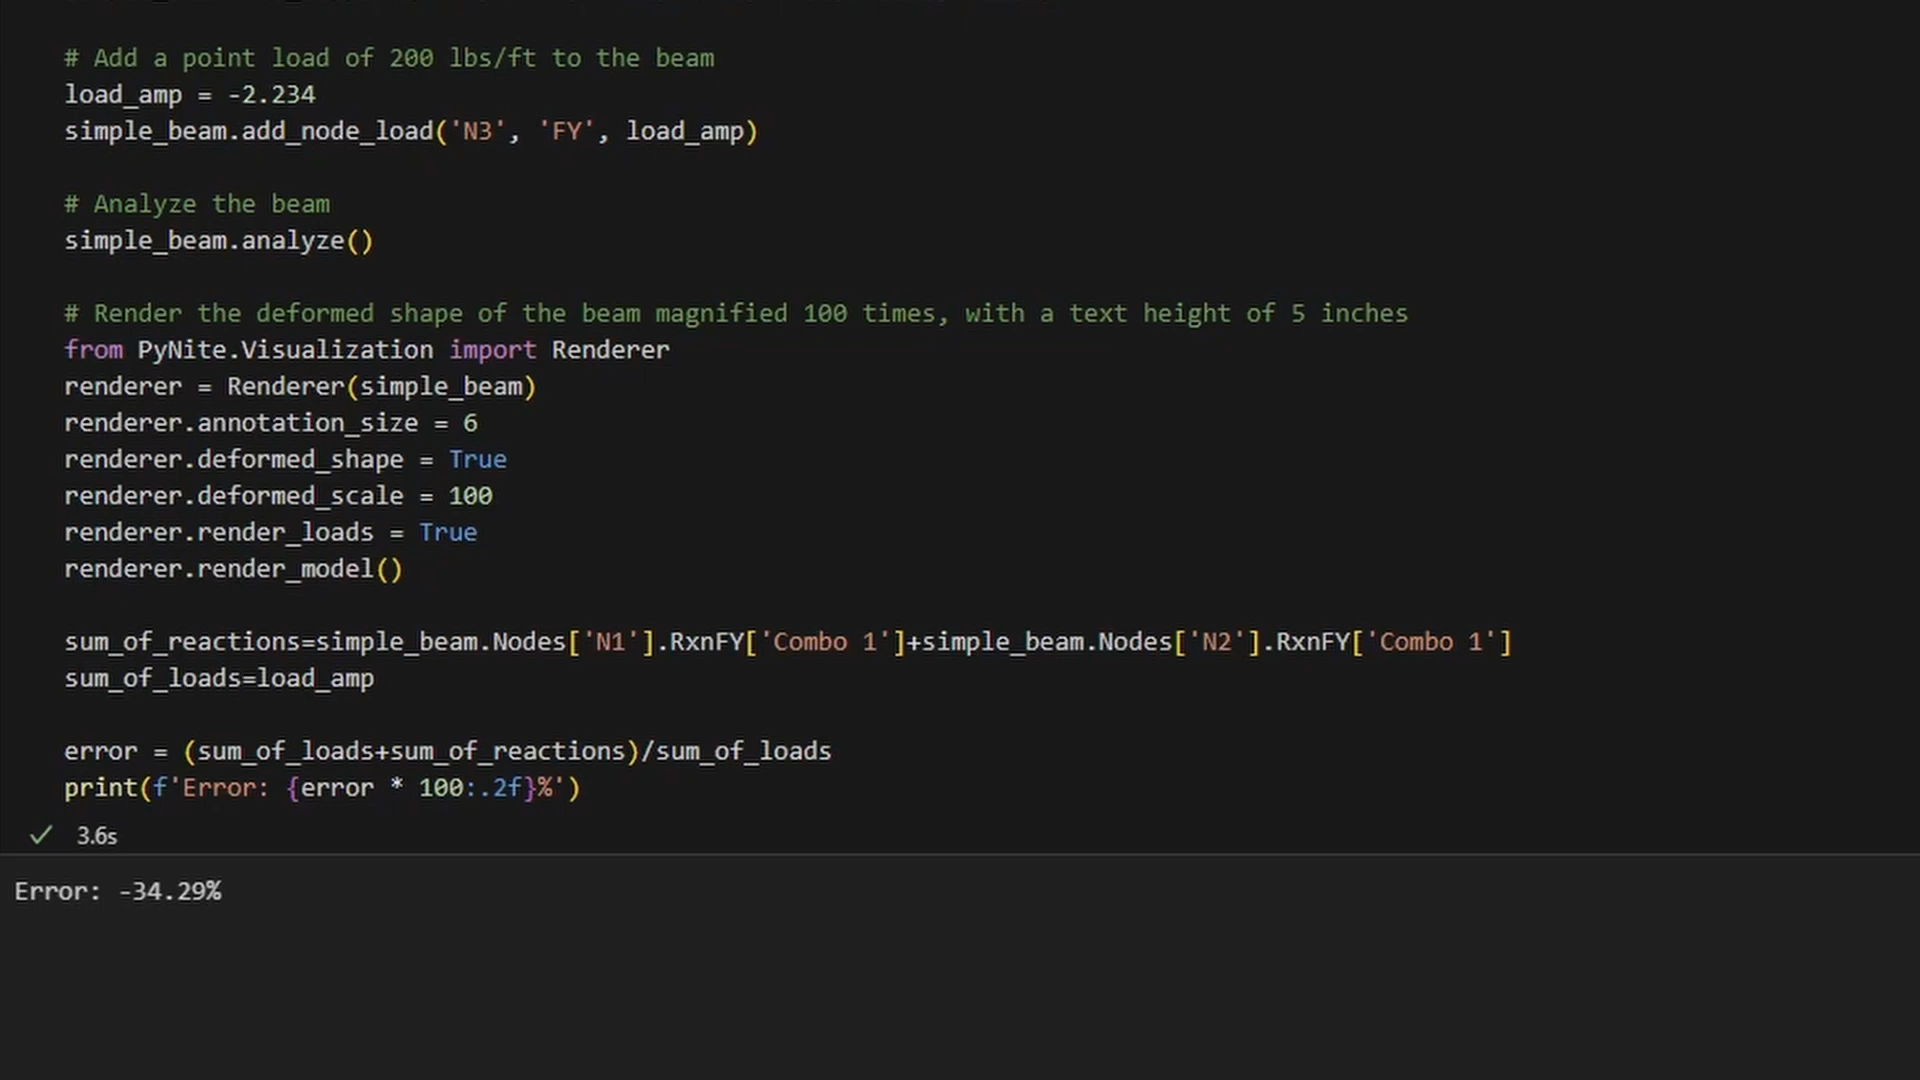 # Add a point load of 200 lbs/ft to the beam
load_amp = -2.234
simple_beam.add_node_load('N3', 'FY', load_amp)
# Analyze the beam
simple_beam.analyze()
# Render the deformed shape of the beam magnified 100 times, with a text height of 5 inches
from PyNite.Visualization import Renderer
renderer = Renderer(simple_beam)
renderer.annotation_size = 6
renderer.deformed_shape = True
renderer.deformed_scale = 100
renderer.render_loads = True
renderer.render_model()
sum_of_reactions=simple_beam.Nodes['N1'].RxnFY['Combo 1']+simple_beam.Nodes['N2'].RxnFY['Combo 1']
sum_of_loads=load_amp
error = (sum_of_loads+sum_of_reactions)/sum_of_loads
print(f'Error: {error * 100:.2f}%')
✓ 3.6s
Error: -34.29%